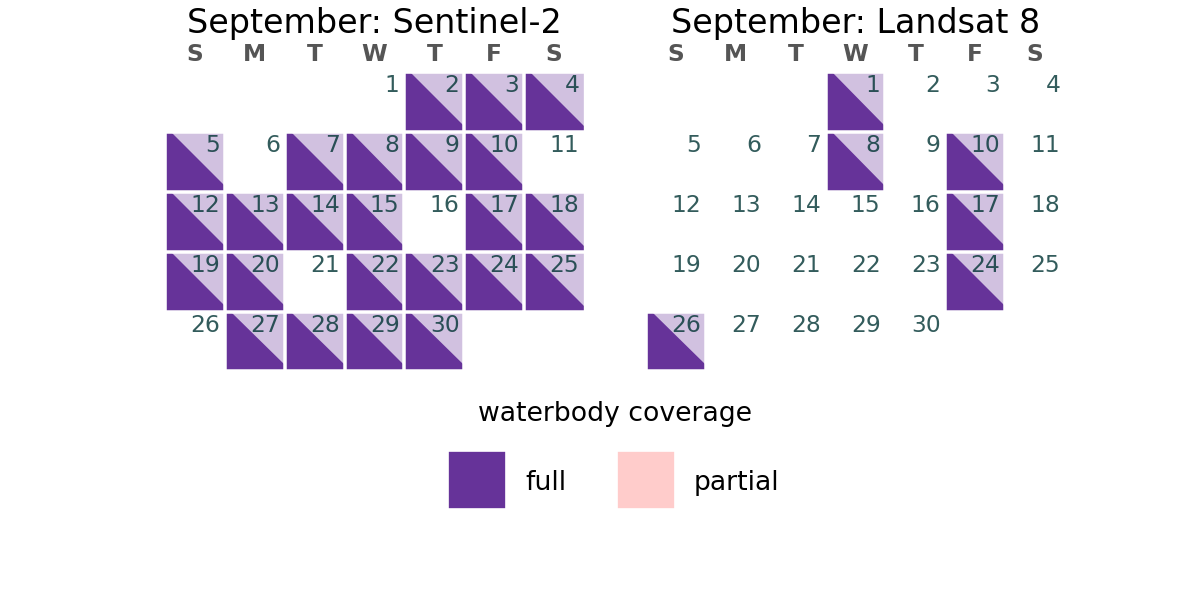 September: Sentinel-2
S M T W T F S
1 2 3 4
5 6 7 8 9 10 11
12 13 14 15 16 17 18
19 20 21 22 23 24 25
26 27 28 29 30
September: Landsat 8
S M T W T F S
1 2 3 4
5 6 7 8 9 10 11
12 13 14 15 16 17 18
19 20 21 22 23 24 25
26 27 28 29 30
waterbody coverage
full partial